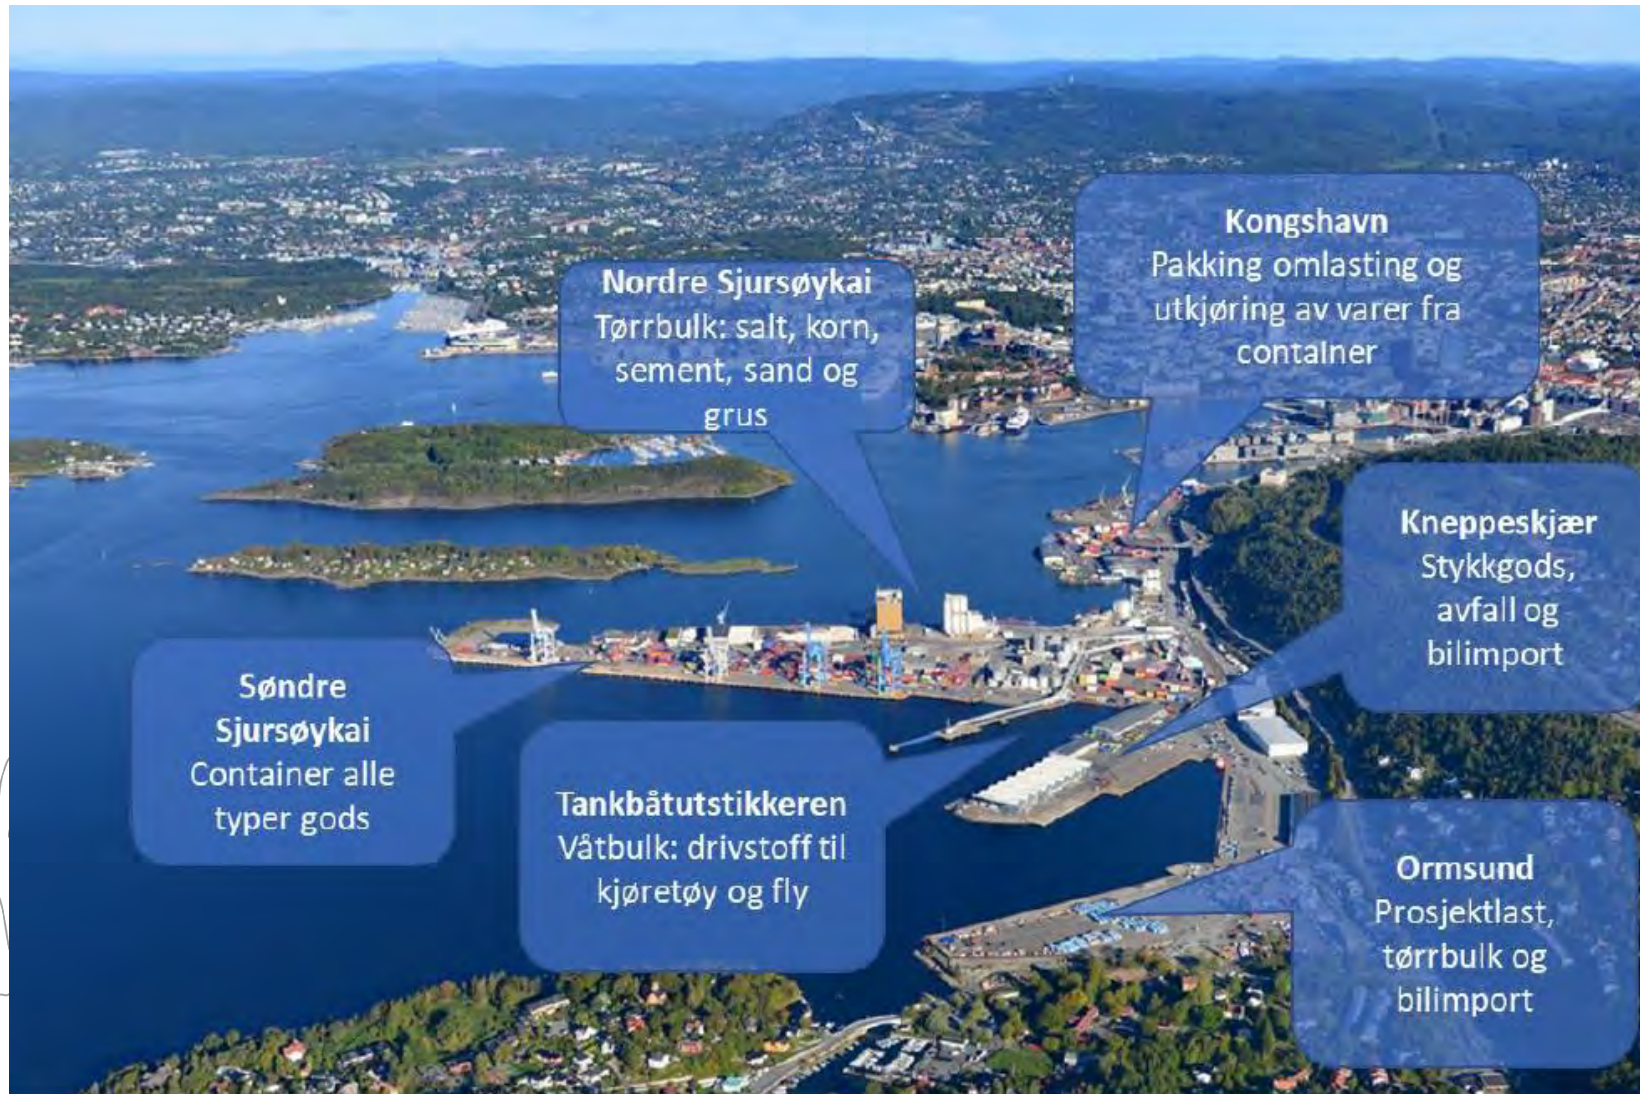 Kongshavn
Pakking omlasting og
utkjøring av varer fra
container
Nordre Sjursøykai
Tørrbulk: salt, korn,
sement, sand og
grus
Kneppeskjær
Stykkgods,
avfall og
bilimport
Søndre
Sjursøykai
Container alle
typer gods
Tankbåtutstikkeren
Våtbulk: drivstoff til
kjøretøy og fly
Ormsund
Prosjektlast,
tørrbulk og
bilimport